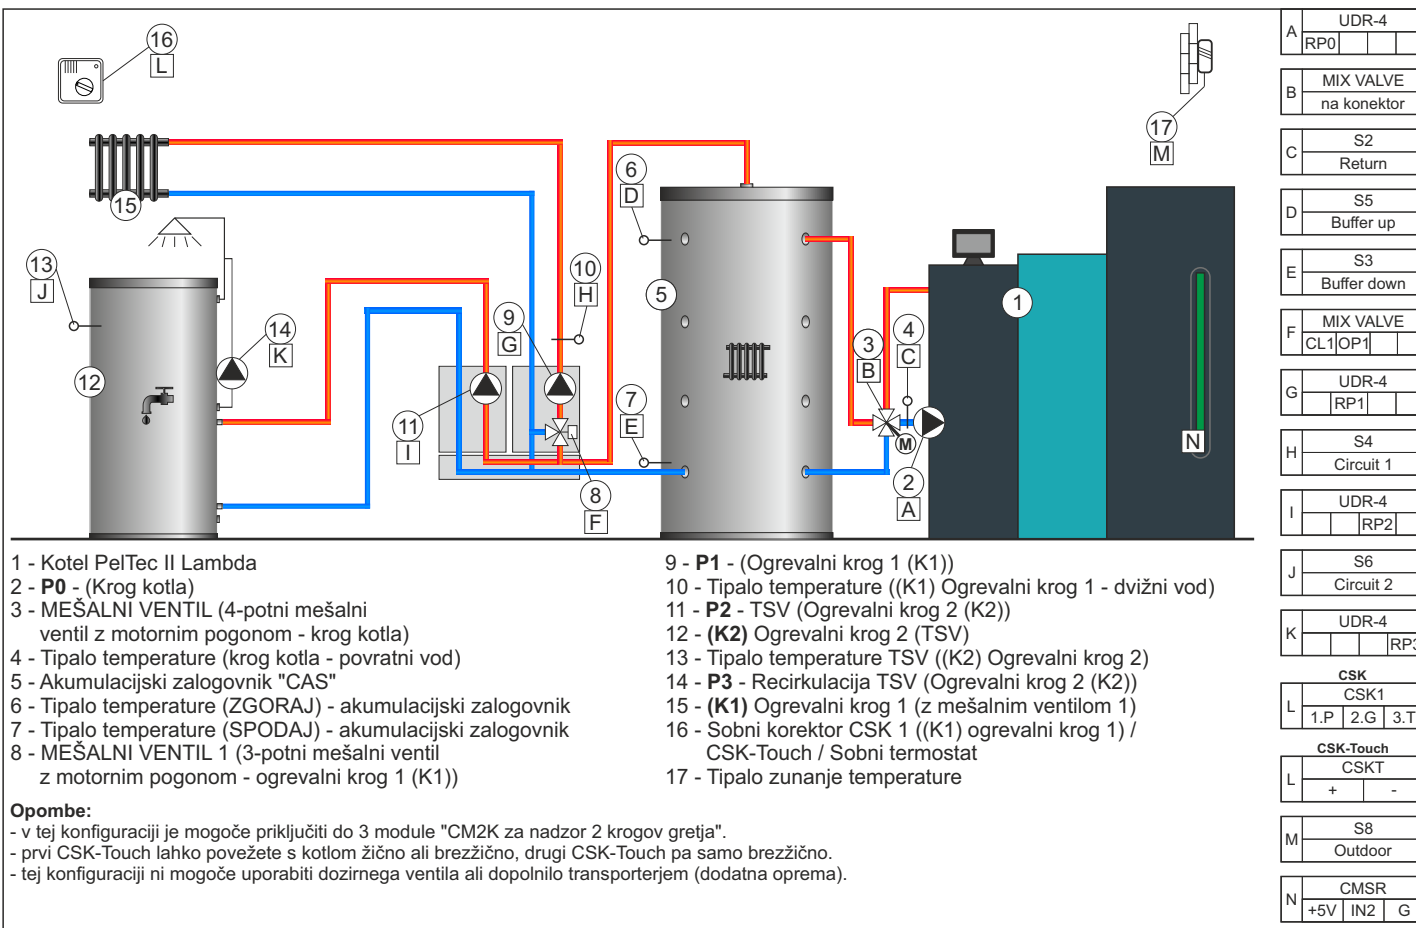 16
L
15
13
J
14
K
12
9
G
10
H
11
I
8
F
6
D
5
7
E
3
B
4
C
M
2
A
1
17
M
N
1 - Kotel PelTec II Lambda
2 - P0 - (Krog kotla)
3 - MEŠALNI VENTIL (4-potni mešalni
ventil z motornim pogonom - krog kotla)
4 - Tipalo temperature (krog kotla - povratni vod)
5 - Akumulacijski zalogovnik "CAS"
6 - Tipalo temperature (ZGORAJ) - akumulacijski zalogovnik
7 - Tipalo temperature (SPODAJ) - akumulacijski zalogovnik
8 - MEŠALNI VENTIL 1 (3-potni mešalni ventil
z motornim pogonom - ogrevalni krog 1 (K1))
9 - P1 - (Ogrevalni krog 1 (K1))
10 - Tipalo temperature ((K1) Ogrevalni krog 1 - dvižni vod)
11 - P2 - TSV (Ogrevalni krog 2 (K2))
12 - (K2) Ogrevalni krog 2 (TSV)
13 - Tipalo temperature TSV ((K2) Ogrevalni krog 2)
14 - P3 - Recirkulacija TSV (Ogrevalni krog 2 (K2))
15 - (K1) Ogrevalni krog 1 (z mešalnim ventilom 1)
16 - Sobni korektor CSK 1 ((K1) ogrevalni krog 1) /
CSK-Touch / Sobni termostat
17 - Tipalo zunanje temperature
Opombe:
- v tej konfiguraciji je mogoče priključiti do 3 module "CM2K za nadzor 2 krogov gretja".
- prvi CSK-Touch lahko povežete s kotlom žično ali brezžično, drugi CSK-Touch pa samo brezžično.
- tej konfiguraciji ni mogoče uporabiti dozirnega ventila ali dopolnilo transporterjem (dodatna oprema).
A
UDR-4
RP0
B
MIX VALVE
na konektor
C
S2
Return
D
S5
Buffer up
E
S3
Buffer down
F
MIX VALVE
CL1 OP1
G
UDR-4
RP1
H
S4
Circuit 1
I
UDR-4
RP2
J
S6
Circuit 2
K
UDR-4
RP3
CSK
L
CSK1
1.P 2.G 3.T
CSK-Touch
L
CSKT
+ -
M
S8
Outdoor
N
CMSR
+5V IN2 G